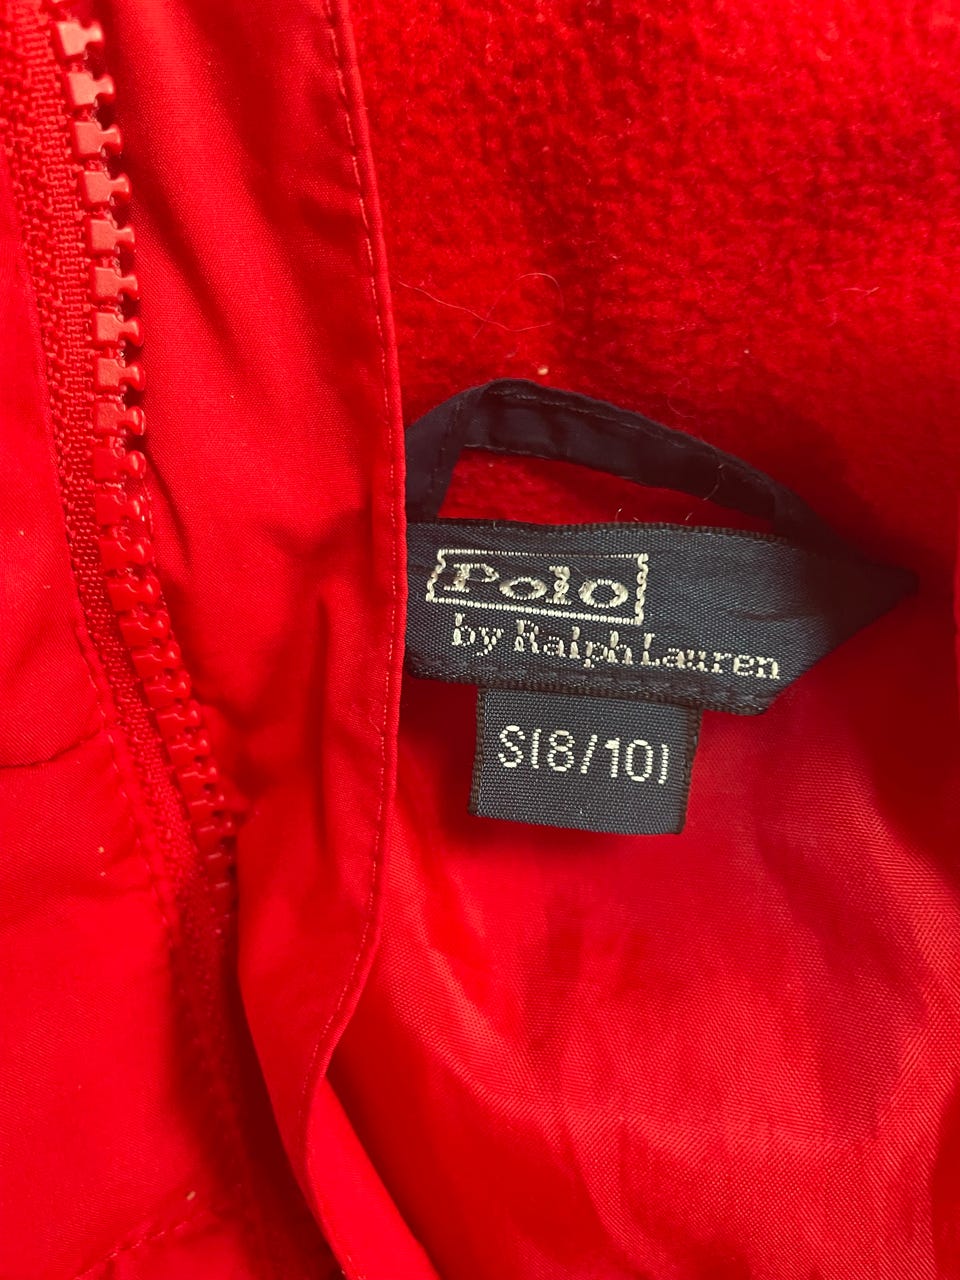 Polo
by Ralph Lauren
S(8/10)